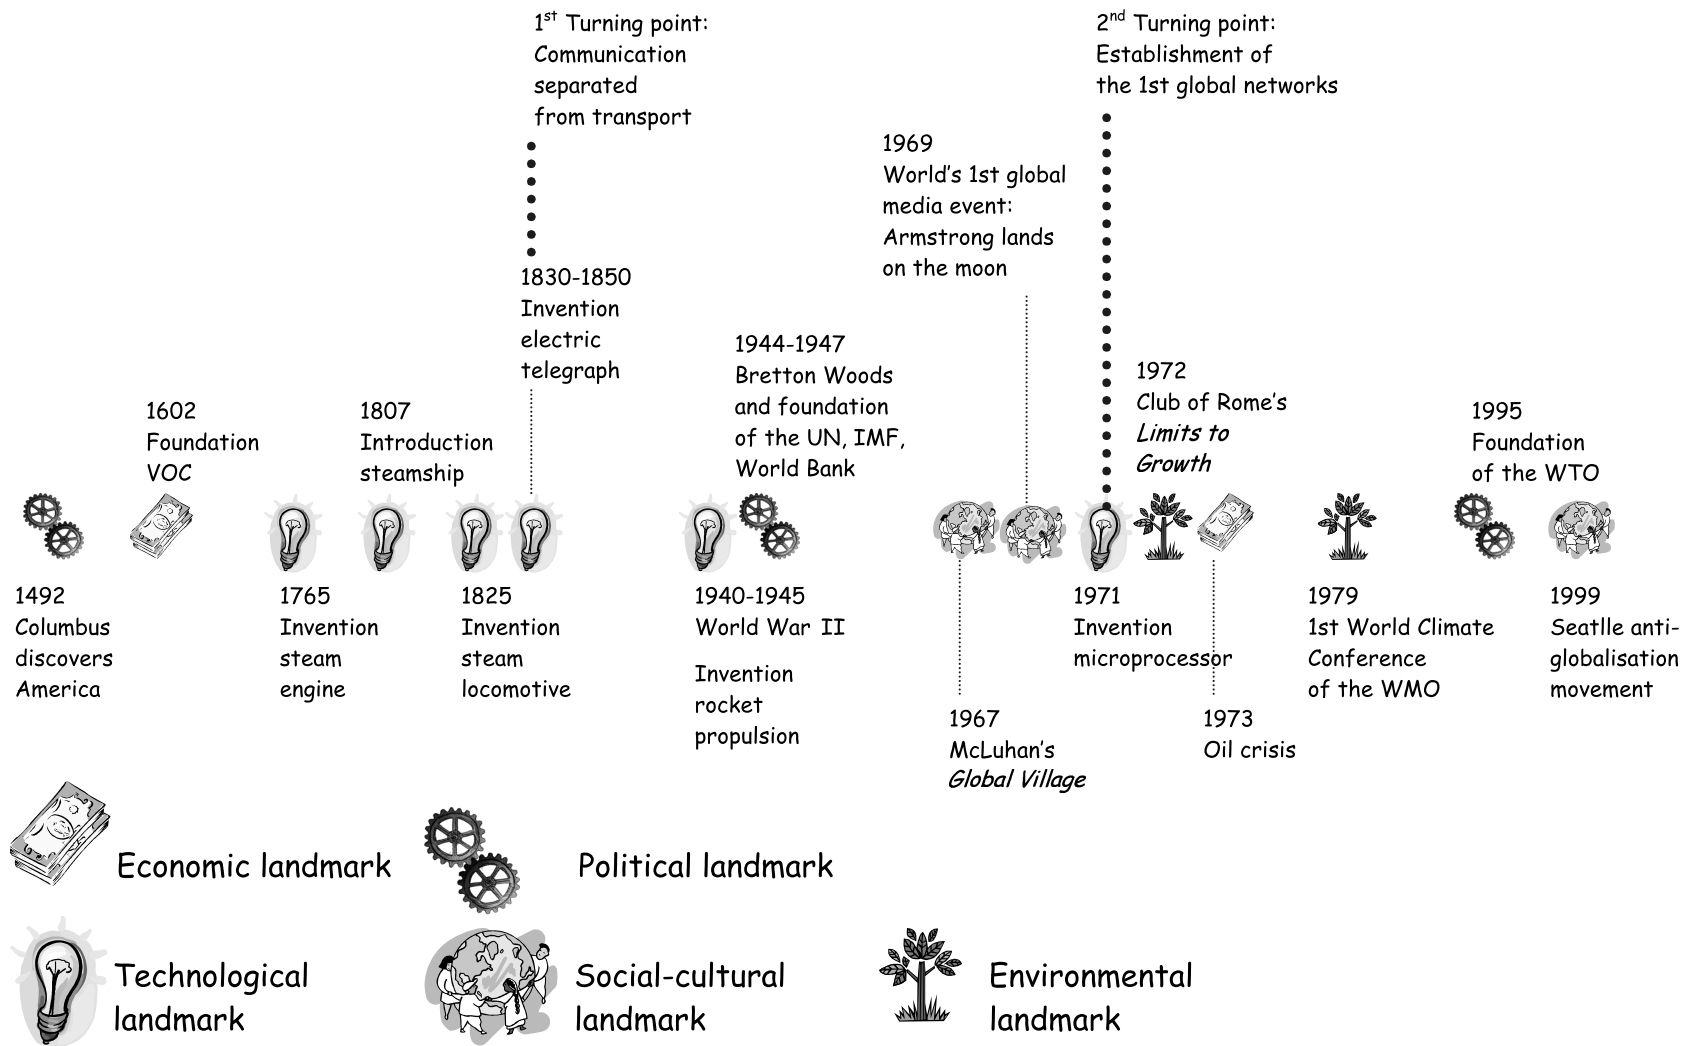 1st Turning point:
Communication
separated
from transport
2nd Turning point:
Establishment of
the 1st global networks
1969
World's 1st global
media event:
Armstrong lands
on the moon
1830-1850
Invention
electric
telegraph
1944-1947
Bretton Woods
and foundation
of the UN, IMF,
World Bank
1972
Club of Rome's
Limits to
Growth
1602
Foundation
VOC
1807
Introduction
steamship
1995
Foundation
of the WTO
1492
Columbus
discovers
America
1765
Invention
steam
engine
1825
Invention
steam
locomotive
1940-1945
World War II
Invention
rocket
propulsion
1971
Invention
microprocessor
1979
1st World Climate
Conference
of the WMO
1999
Seatlle anti-
globalisation
movement
1967
McLuhan's
Global Village
1973
Oil crisis
Economic landmark
Political landmark
Technological
landmark
Social-cultural
landmark
Environmental
landmark